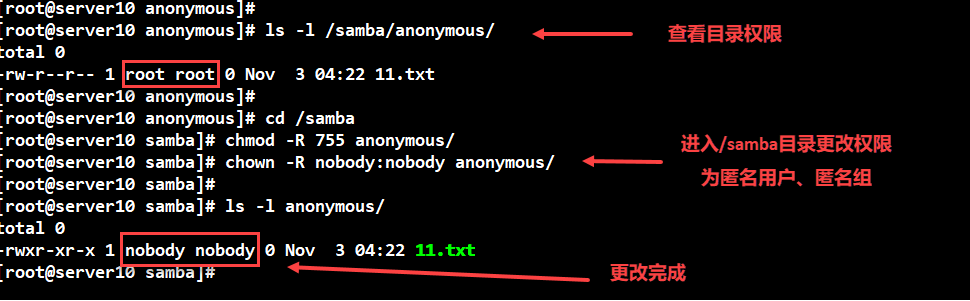 [root@server10 anonymous]#
[root@server10 anonymous]# ls -l /samba/anonymous/
查看目录权限
total 0
-rw-r--r-- 1 root root 0 Nov  3 04:22 11.txt
[root@server10 anonymous]#
[root@server10 anonymous]# cd /samba
[root@server10 samba]# chmod -R 755 anonymous/
[root@server10 samba]# chown -R nobody:nobody anonymous/
进入/samba目录更改权限
为匿名用户、匿名组
[root@server10 samba]#
[root@server10 samba]# ls -l anonymous/
total 0
-rwxr-xr-x 1 nobody nobody 0 Nov  3 04:22 11.txt
[root@server10 samba]#
更改完成